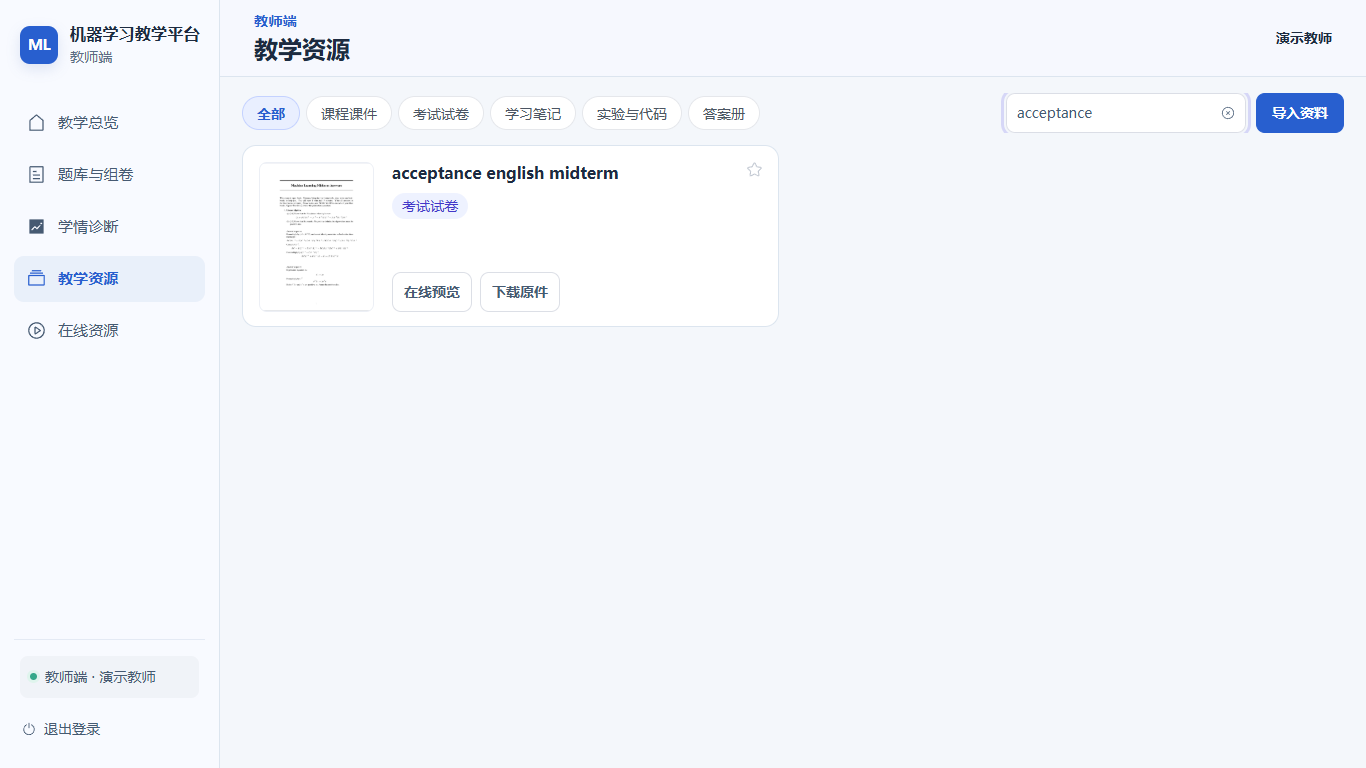 ML
机器学习教学平台
教师端
教学总览
题库与组卷
学情诊断
教学资源
在线资源
教师端 · 演示教师
退出登录
教师端
教学资源
演示教师
全部
课程课件
考试试卷
学习笔记
实验与代码
答案册
acceptance
导入资料
acceptance english midterm
考试试卷
在线预览
下载原件